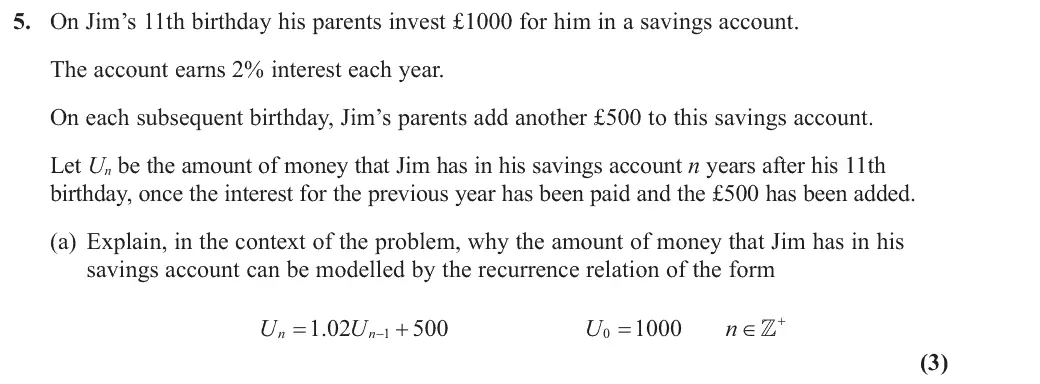 5. On Jim’s 11th birthday his parents invest £1000 for him in a savings account.
The account earns 2% interest each year.
On each subsequent birthday, Jim’s parents add another £500 to this savings account.
Let Uₙ be the amount of money that Jim has in his savings account n years after his 11th
birthday, once the interest for the previous year has been paid and the £500 has been added.
(a) Explain, in the context of the problem, why the amount of money that Jim has in his
savings account can be modelled by the recurrence relation of the form
Uₙ = 1.02Uₙ₋₁ + 500 U₀ = 1000 n ∈ ℤ⁺
(3)